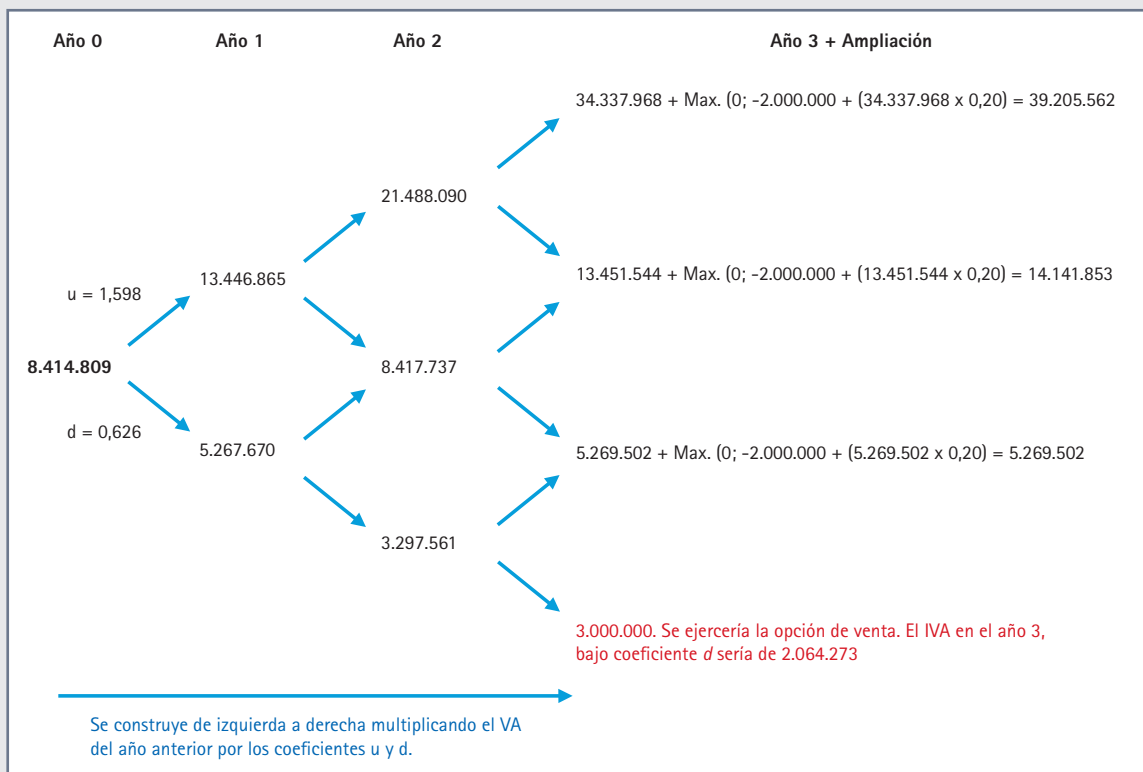 Año 0
Año 1
Año 2
Año 3 + Ampliación
34.337.968 + Max. (0; -2.000.000 + (34.337.968 x 0,20) = 39.205.562
21.488.090
13.446.865
13.451.544 + Max. (0; -2.000.000 + (13.451.544 x 0,20) = 14.141.853
u = 1,598
8.414.809
8.417.737
d = 0,626
5.267.670
5.269.502 + Max. (0; -2.000.000 + (5.269.502 x 0,20) = 5.269.502
3.297.561
3.000.000. Se ejercería la opción de venta. El IVA en el año 3,
bajo coeficiente d sería de 2.064.273
Se construye de izquierda a derecha multiplicando el VA
del año anterior por los coeficientes u y d.